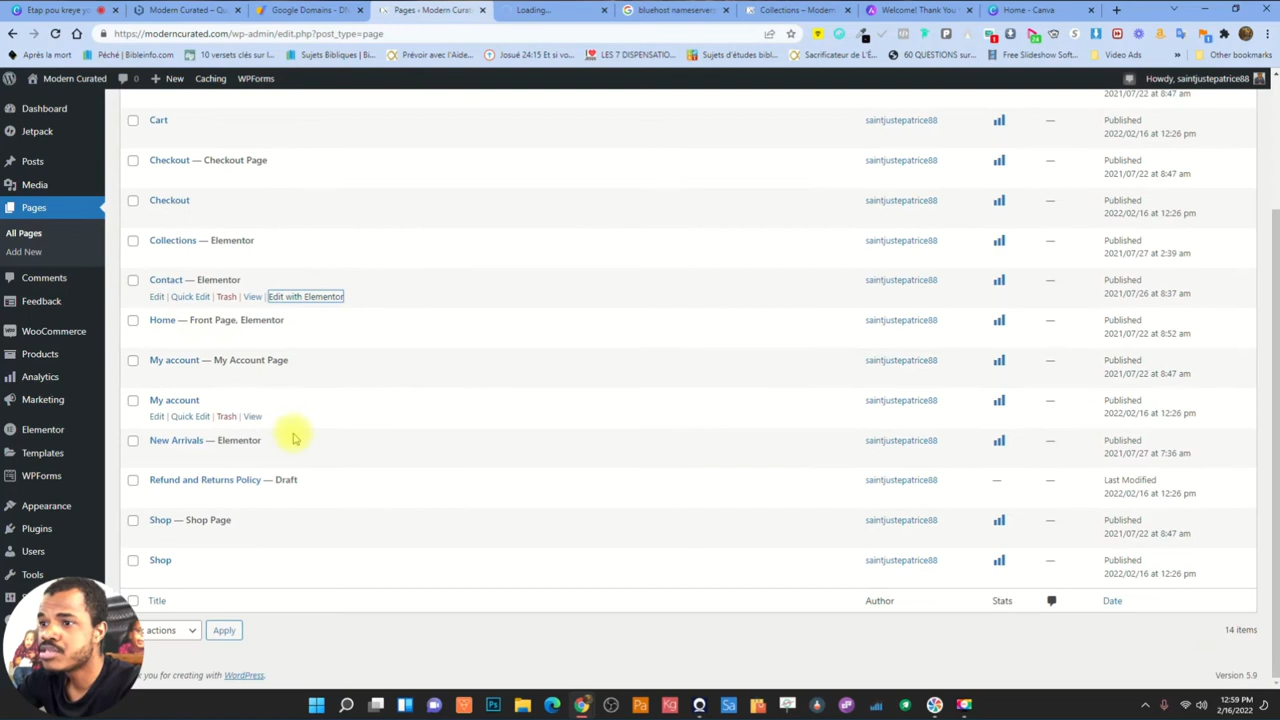 Etap pou kreye yo
Modern Curated – Qu
Google Domains - DN
Pages ‹ Modern Curat
Loading...
bluehost nameservers
Collections – Modern
Welcome! Thank You
Home - Canva
https://moderncurated.com/wp-admin/edit.php?post_type=page
Après la mort
Péché | Bibleinfo.com
10 versets clés sur l...
Sujets Bibliques | Et...
Prévoir avec l'Aide...
Josué 24:15 Et si vo...
LES 7 DISPENSATIO...
Sujets d'études bibl...
Sacrificateur de L'É...
60 QUESTIONS sur...
Free Slideshow Soft...
Video Ads
»
Other bookmarks
Modern Curated 0 + New Caching WPForms Howdy, saintjustepatrice88
Dashboard
Jetpack
Posts
Media
Pages
All Pages
Add New
Comments
Feedback
WooCommerce
Products
Analytics
Marketing
Elementor
Templates
WPForms
Appearance
Plugins
Users
Tools
2021/07/22 at 8:47 am
Cart saintjustepatrice88 — Published
2022/02/16 at 12:26 pm
Checkout — Checkout Page saintjustepatrice88 — Published
2021/07/22 at 8:47 am
Checkout saintjustepatrice88 — Published
2022/02/16 at 12:26 pm
Collections — Elementor saintjustepatrice88 — Published
2021/07/27 at 2:39 am
Contact — Elementor saintjustepatrice88 — Published
Edit | Quick Edit | Trash | View | Edit with Elementor 2021/07/26 at 8:37 am
Home — Front Page, Elementor saintjustepatrice88 — Published
2021/07/22 at 8:52 am
My account — My Account Page saintjustepatrice88 — Published
2021/07/22 at 8:47 am
My account saintjustepatrice88 — Published
Edit | Quick Edit | Trash | View 2022/02/16 at 12:26 pm
New Arrivals — Elementor saintjustepatrice88 — Published
2021/07/27 at 7:36 am
Refund and Returns Policy — Draft saintjustepatrice88 — — Last Modified
2022/02/16 at 12:26 pm
Shop — Shop Page saintjustepatrice88 — Published
2021/07/22 at 8:47 am
Shop saintjustepatrice88 — Published
2022/02/16 at 12:26 pm
Title Author Stats Date
actions Apply 14 items
you for creating with WordPress. Version 5.9
12:59 PM
2/16/2022